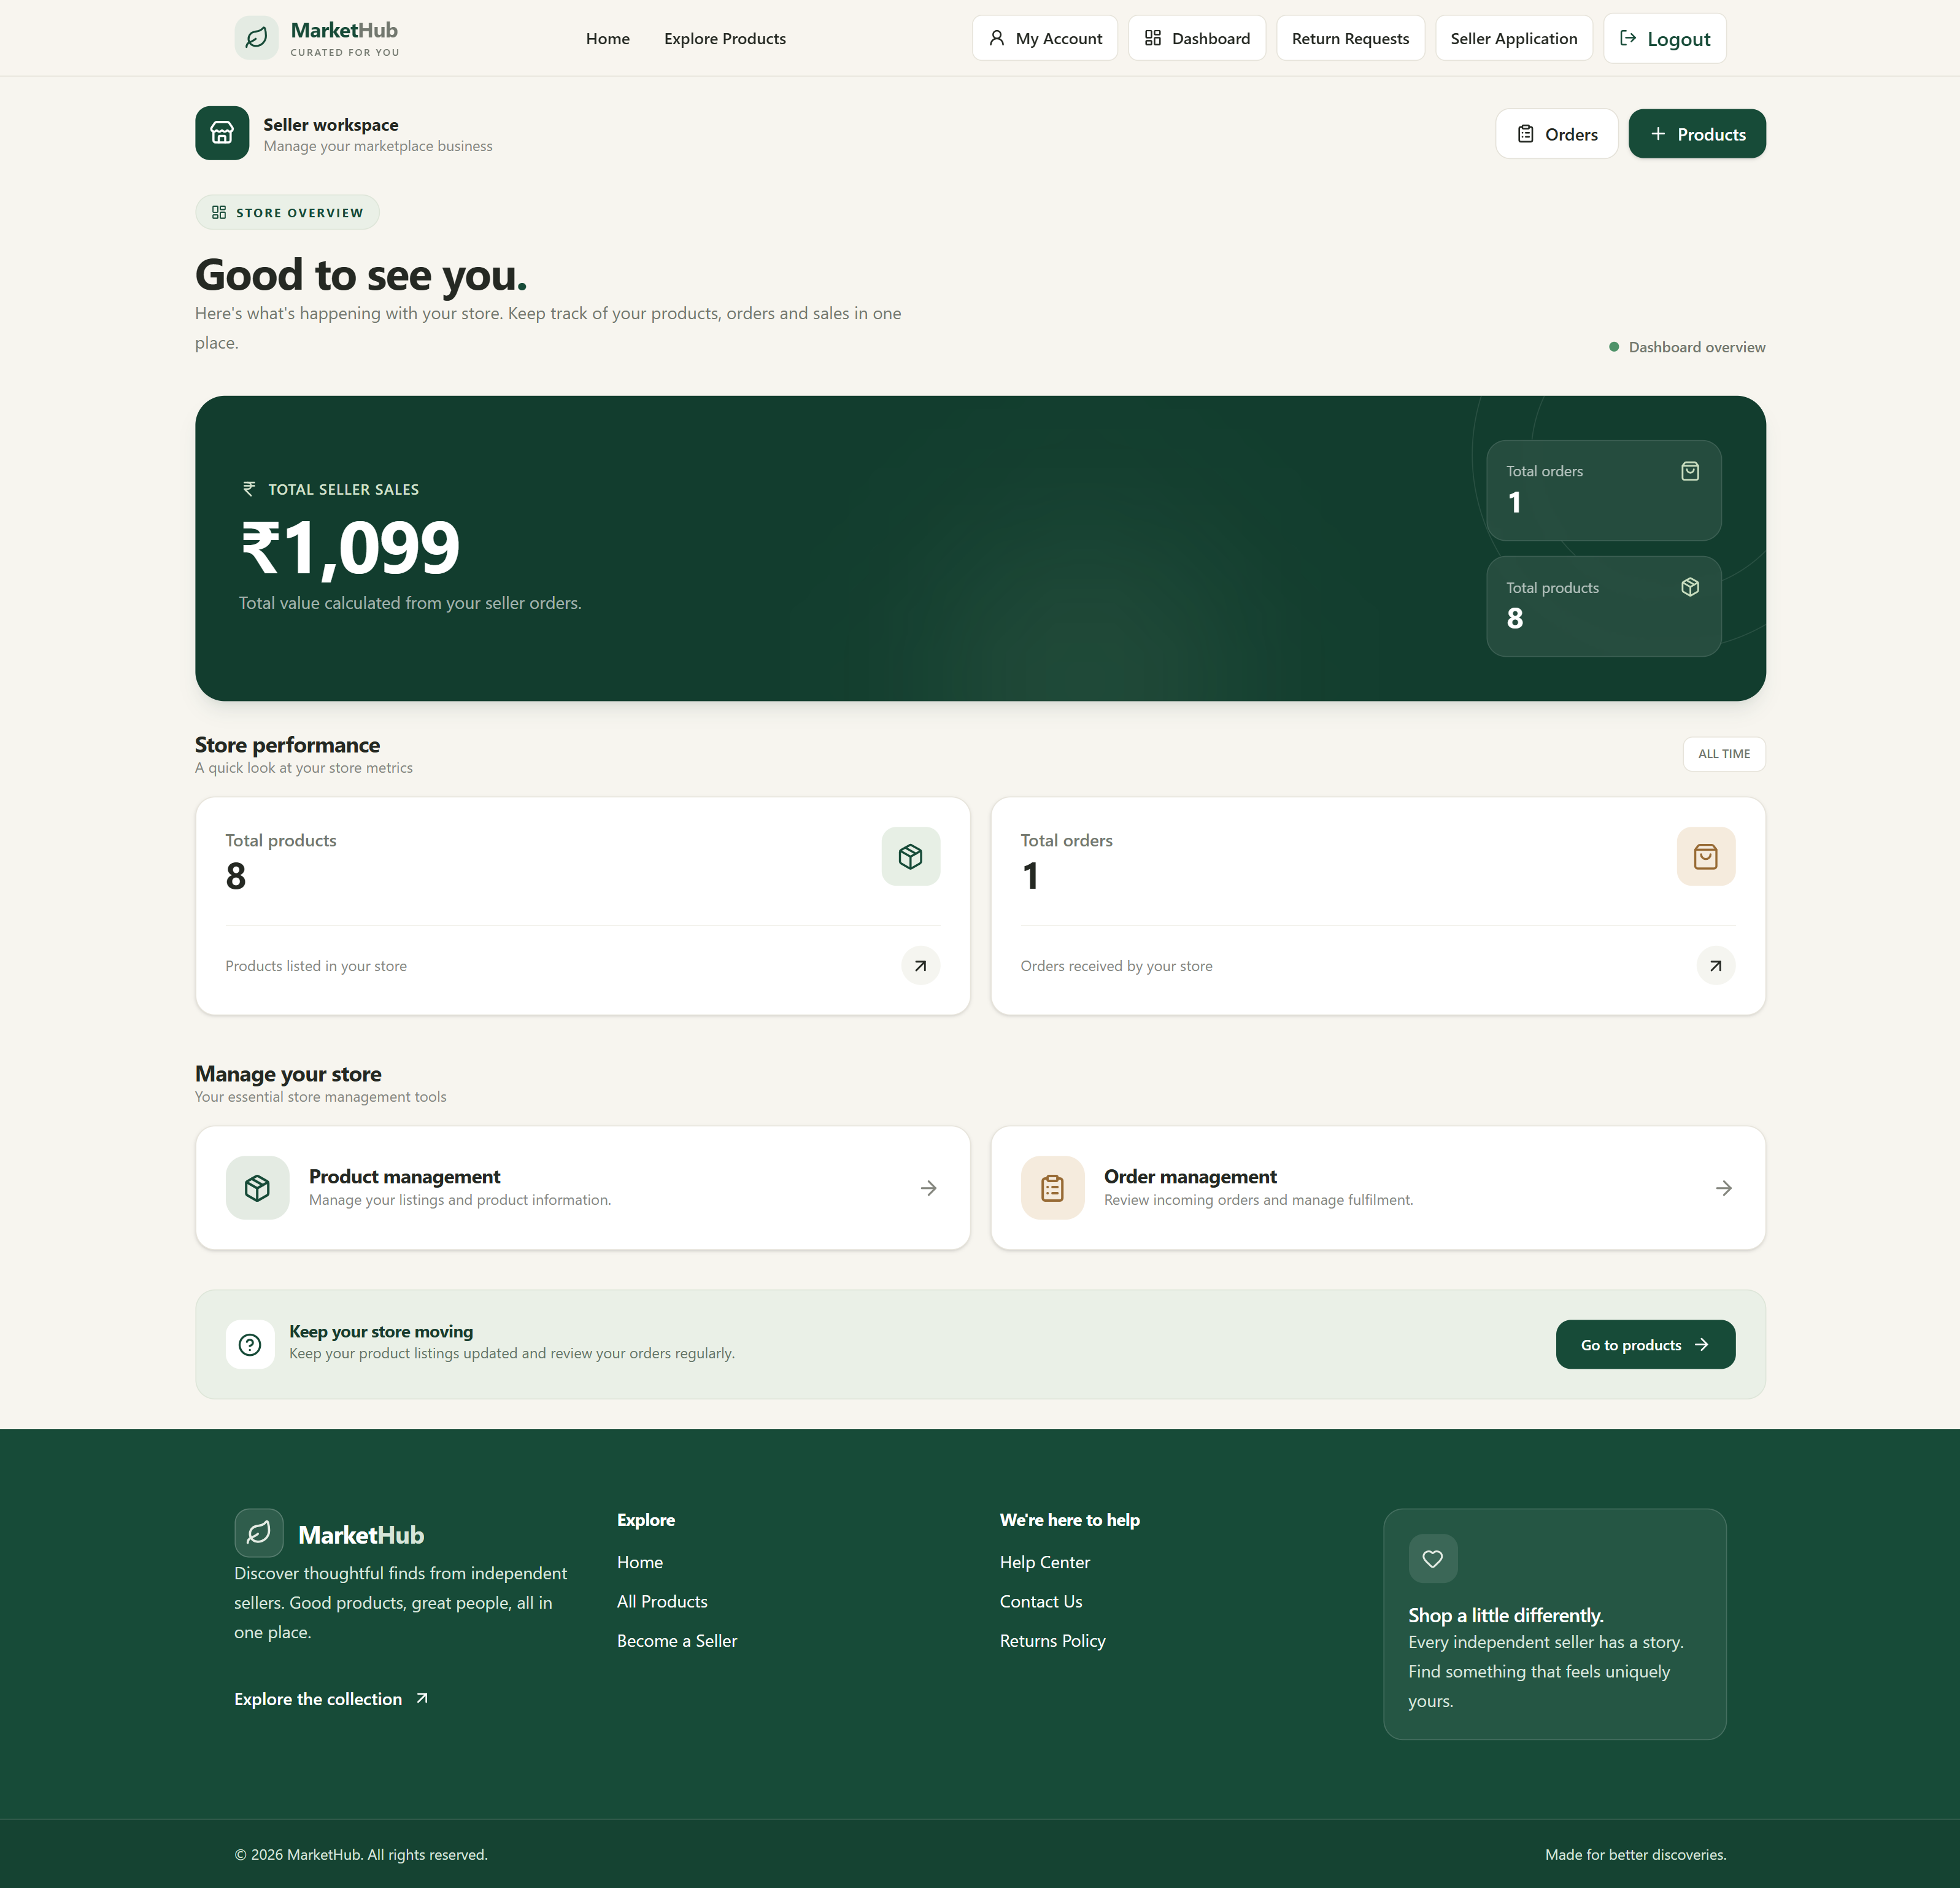 MarketHub
CURATED FOR YOU
Home
Explore Products
My Account
Dashboard
Return Requests
Seller Application
Logout
Seller workspace
Manage your marketplace business
Orders
Products
STORE OVERVIEW
Good to see you.
Here's what's happening with your store. Keep track of your products, orders and sales in one
place.
Dashboard overview
₹ TOTAL SELLER SALES
₹1,099
Total value calculated from your seller orders.
Total orders
1
Total products
8
Store performance
A quick look at your store metrics
ALL TIME
Total products
8
Products listed in your store
Total orders
1
Orders received by your store
Manage your store
Your essential store management tools
Product management
Manage your listings and product information.
Order management
Review incoming orders and manage fulfilment.
Keep your store moving
Keep your product listings updated and review your orders regularly.
Go to products
MarketHub
Discover thoughtful finds from independent
sellers. Good products, great people, all in
one place.
Explore the collection
Explore
Home
All Products
Become a Seller
We're here to help
Help Center
Contact Us
Returns Policy
Shop a little differently.
Every independent seller has a story.
Find something that feels uniquely
yours.
© 2026 MarketHub. All rights reserved.
Made for better discoveries.